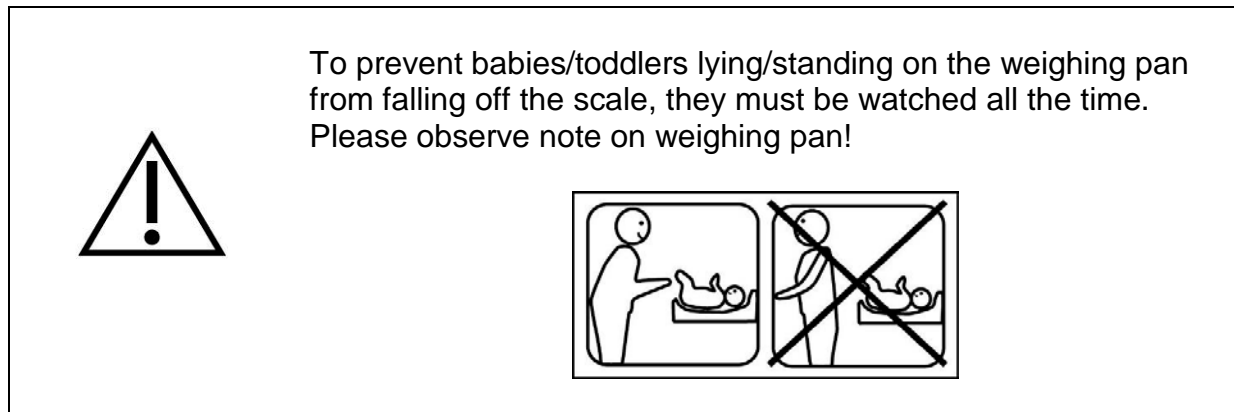 To prevent babies/toddlers lying/standing on the weighing pan
from falling off the scale, they must be watched all the time.
Please observe note on weighing pan!